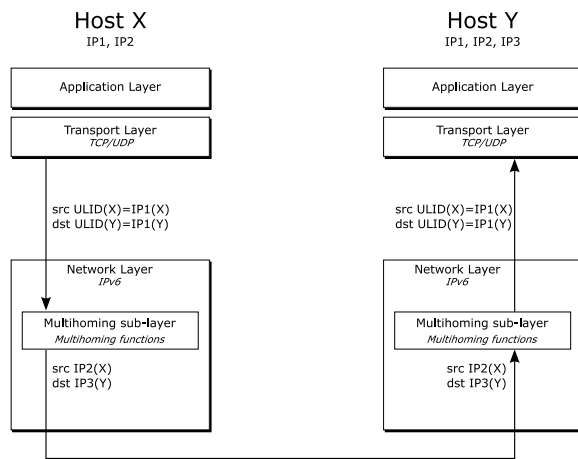 Host X
IP1, IP2
Application Layer
Transport Layer
TCP/UDP
src ULID(X)=IP1(X)
dst ULID(Y)=IP1(Y)
Network Layer
IPv6
Multihoming sub-layer
Multihoming functions
src IP2(X)
dst IP3(Y)
Host Y
IP1, IP2, IP3
Application Layer
Transport Layer
TCP/UDP
src ULID(X)=IP1(X)
dst ULID(Y)=IP1(Y)
Network Layer
IPv6
Multihoming sub-layer
Multihoming functions
src IP2(X)
dst IP3(Y)